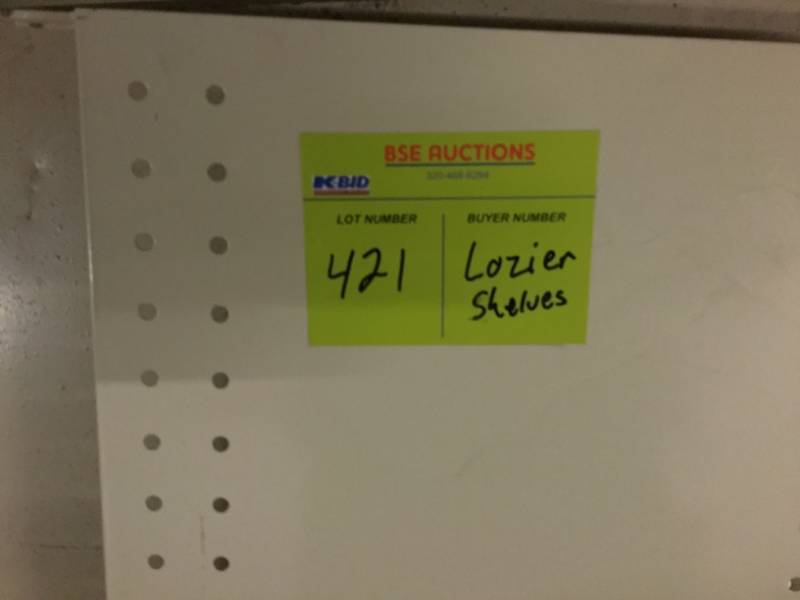 BSE AUCTIONS
K-BID
LOT NUMBER
BUYER NUMBER
421
Lozier
Shelves